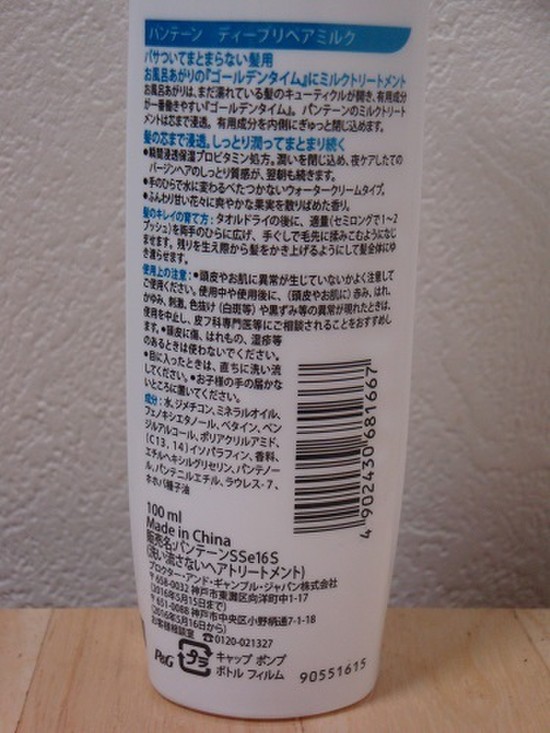 パンテーン ディープリペアミルク
パサついてまとまらない髪用
お風呂あがりの『ゴールデンタイム』にミルクトリートメント
お風呂あがりは、まだ濡れている髪のキューティクルが開き、有用成分
が一番働きやすい『ゴールデンタイム』。パンテーンのミルクトリート
メントは芯まで浸透。有用成分を内側にぎゅっと閉じ込めます。
髪の芯まで浸透。しっとり潤ってまとまり続く
●瞬間浸透保湿プロビタミン処方。潤いを閉じ込め、夜ケアしたての
バージンヘアのしっとり質感が、翌朝も続きます。
●手のひらで水に変わるべたつかないウォータークリームタイプ。
●ふんわり甘い花々に爽やかな果実を散りばめた香り。
髪のキレイの育て方：タオルドライの後に、適量(セミロングで1~2
プッシュ)を両手のひらに広げ、手ぐしで毛先に揉みこむようになじ
ませます。残りを生え際から髪をかき上げるようにして髪全体にゆ
き渡らせます。
使用上の注意：●頭皮やお肌に異常が生じていないかよく注意して
ご使用ください。使用中や使用後に、(頭皮やお肌に)赤み、はれ、
かゆみ、刺激、色抜け(白斑等)や黒ずみ等の異常が現れたときは、
使用を中止し、皮フ科専門医等にご相談されることをおすすめし
ます。●頭皮に傷、はれもの、湿疹等
のあるときは使わないでください。
●目に入ったときは、直ちに洗い流
してください。●お子様の手の届かな
いところに置いてください。
成分：水、ジメチコン、ミネラルオイル、
フェノキシエタノール、ベタイン、ベン
ジルアルコール、ポリアクリルアミド、
(C13，14)イソパラフィン、香料、
エチルヘキシルグリセリン、パンテノー
ル、パンテニルエチル、ラウレス-7、
ホホバ種子油
4902430681667
100 ml
Made in China
販売名:パンテーンSSe16S
(洗い流さないヘアトリートメント)
プロクター・アンド・ギャンブル・ジャパン株式会社
〒658-0032 神戸市東灘区向洋町中1-17
(2016年5月15日まで)
〒651-0088 神戸市中央区小野柄通7-1-18
(2016年5月16日から)
お客様相談室 ☎0120-021327
P&G プラ キャップ ポンプ
ボトル フィルム
90551615